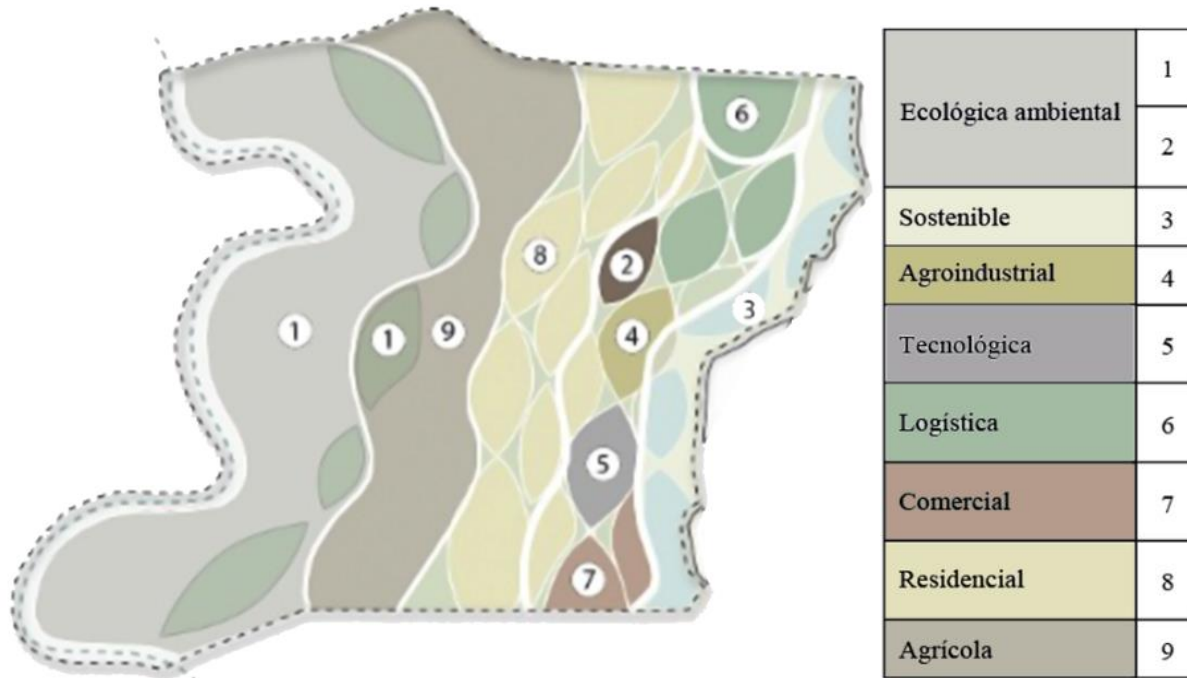 6
8
2
1
1
9
4
3
5
7
Ecológica ambiental
1
2
Sostenible 3
Agroindustrial 4
Tecnológica 5
Logística 6
Comercial 7
Residencial 8
Agrícola 9